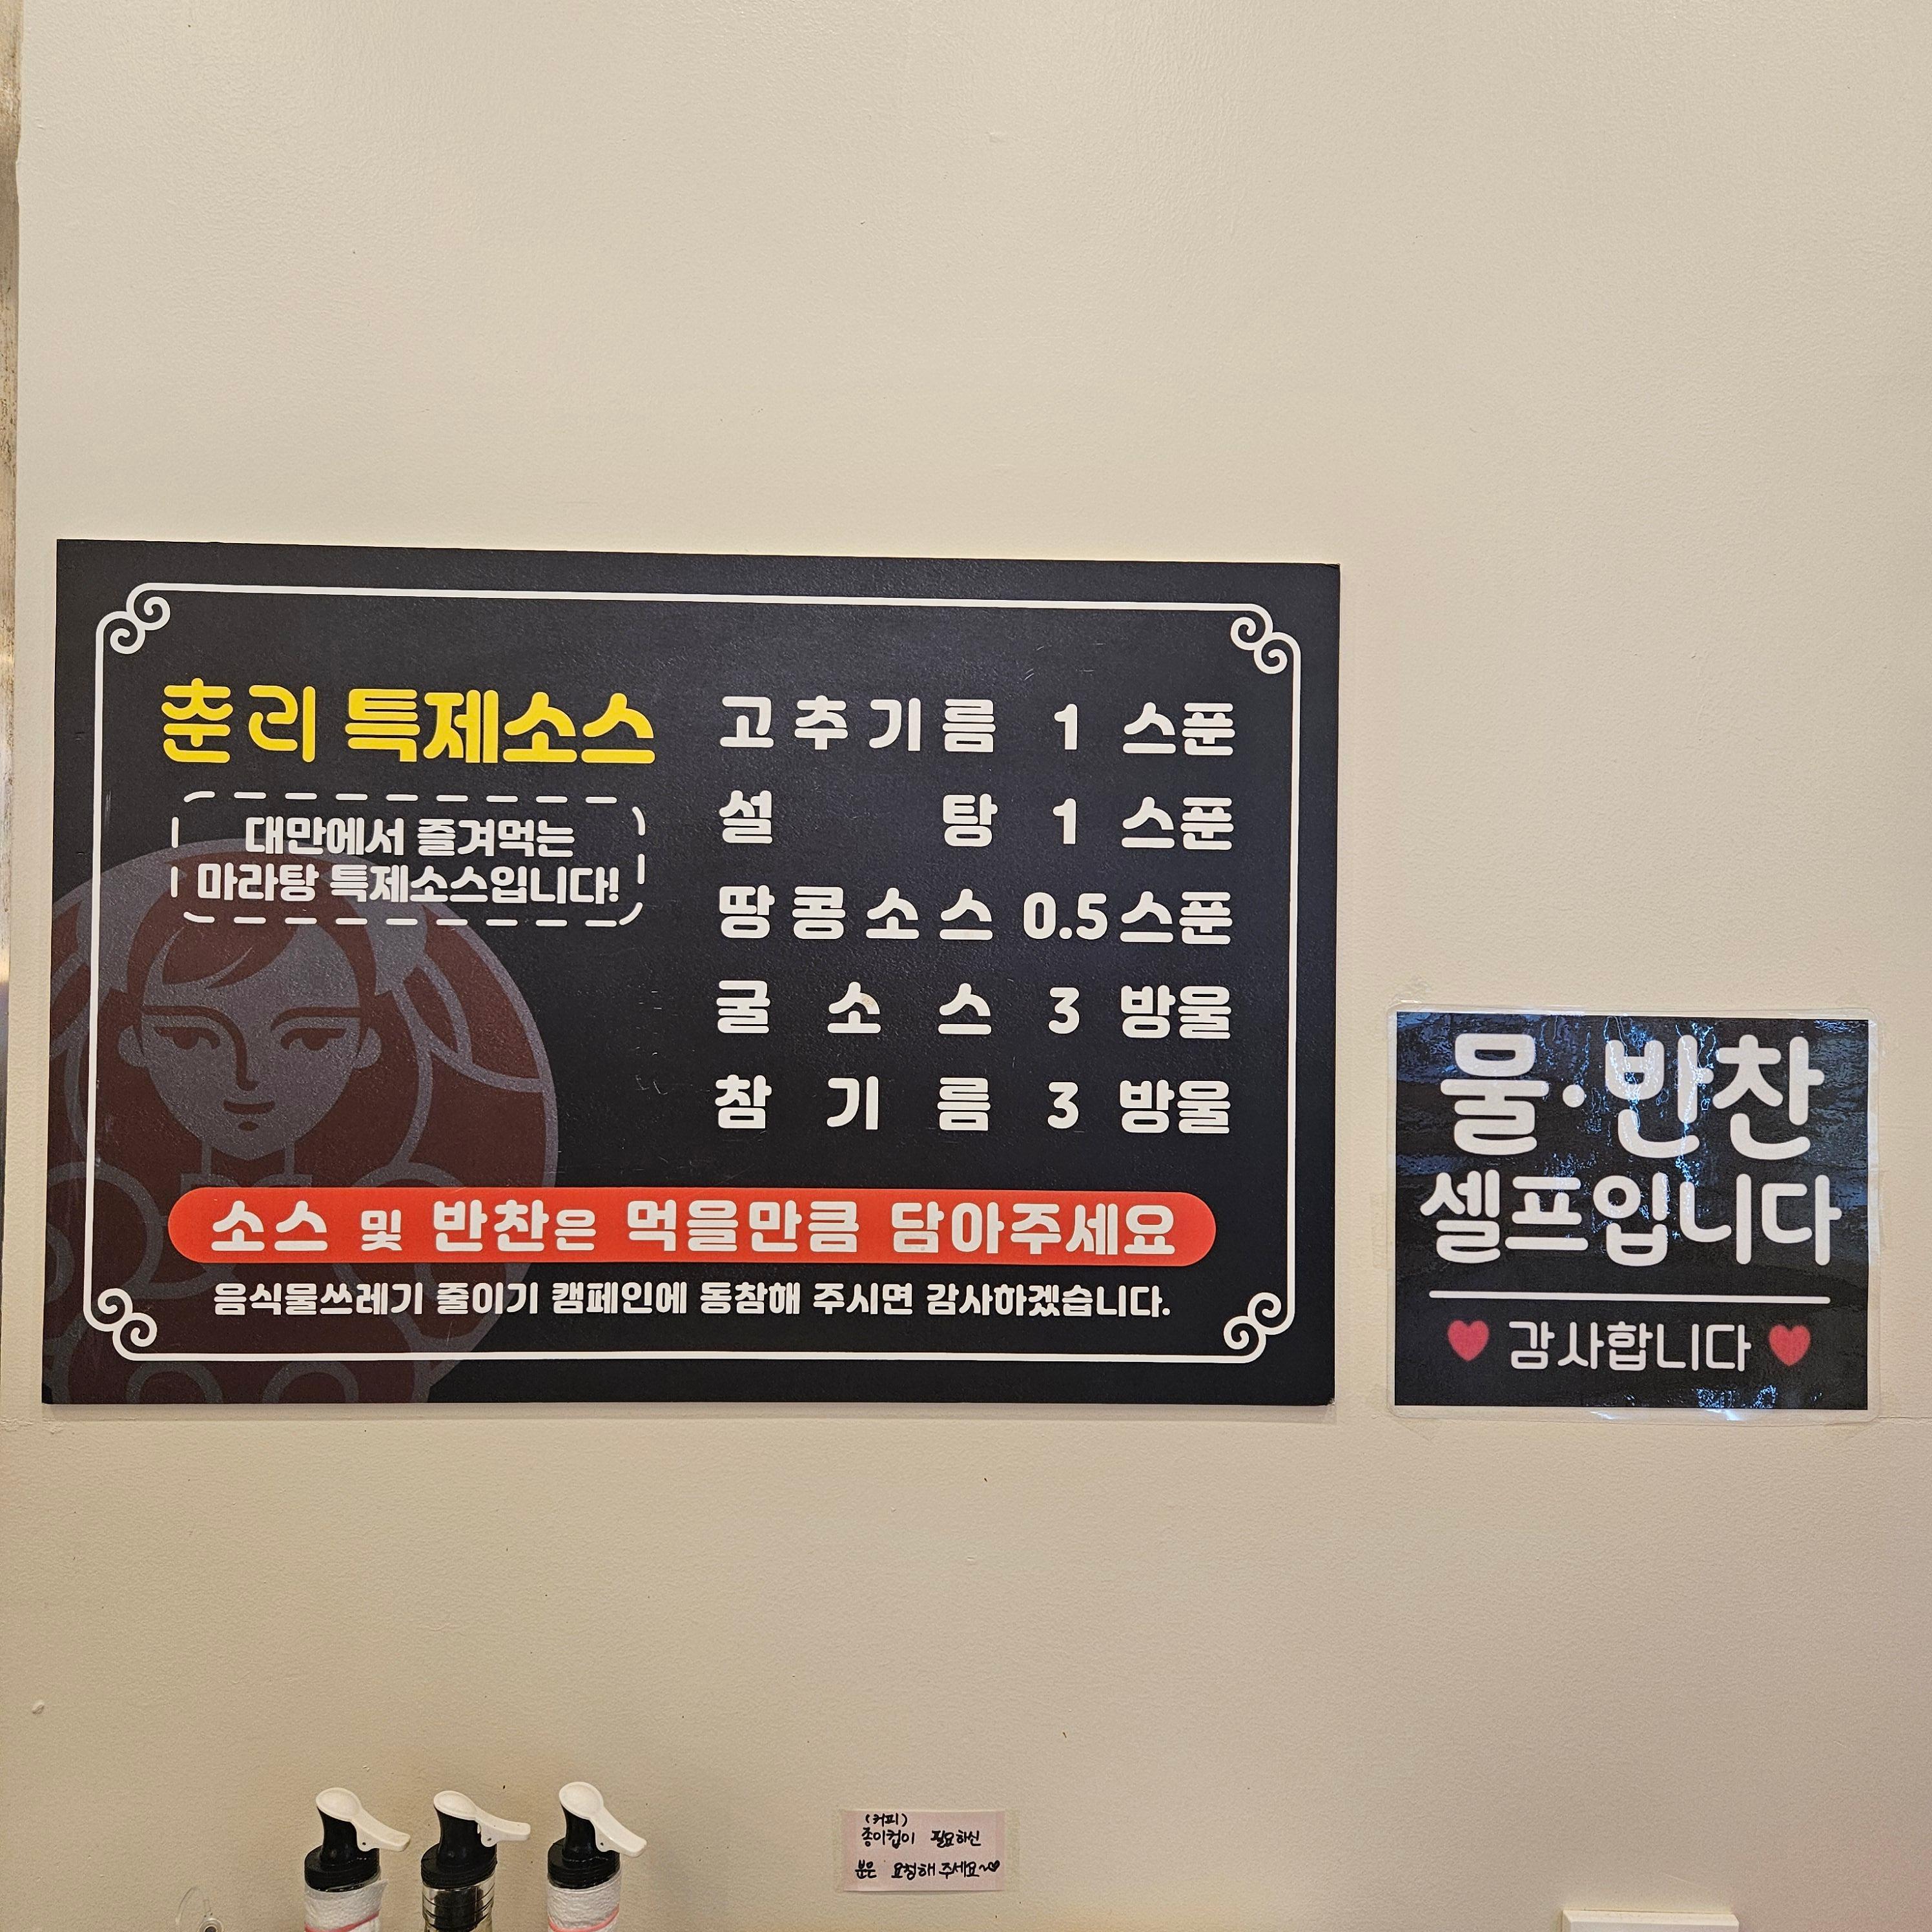 춘리 특제소스
대만에서 즐겨먹는
마라탕 특제소스입니다!
고추기름 1 스푼
설탕 1 스푼
땅콩소스 0.5 스푼
굴소스 3 방울
참기름 3 방울
소스 및 반찬은 먹을만큼 담아주세요
음식물쓰레기 줄이기 캠페인에 동참해 주시면 감사하겠습니다.
물·반찬
셀프입니다
♥ 감사합니다 ♥
(커피)
종이컵이 필요하신
분은 요청해 주세요~♡